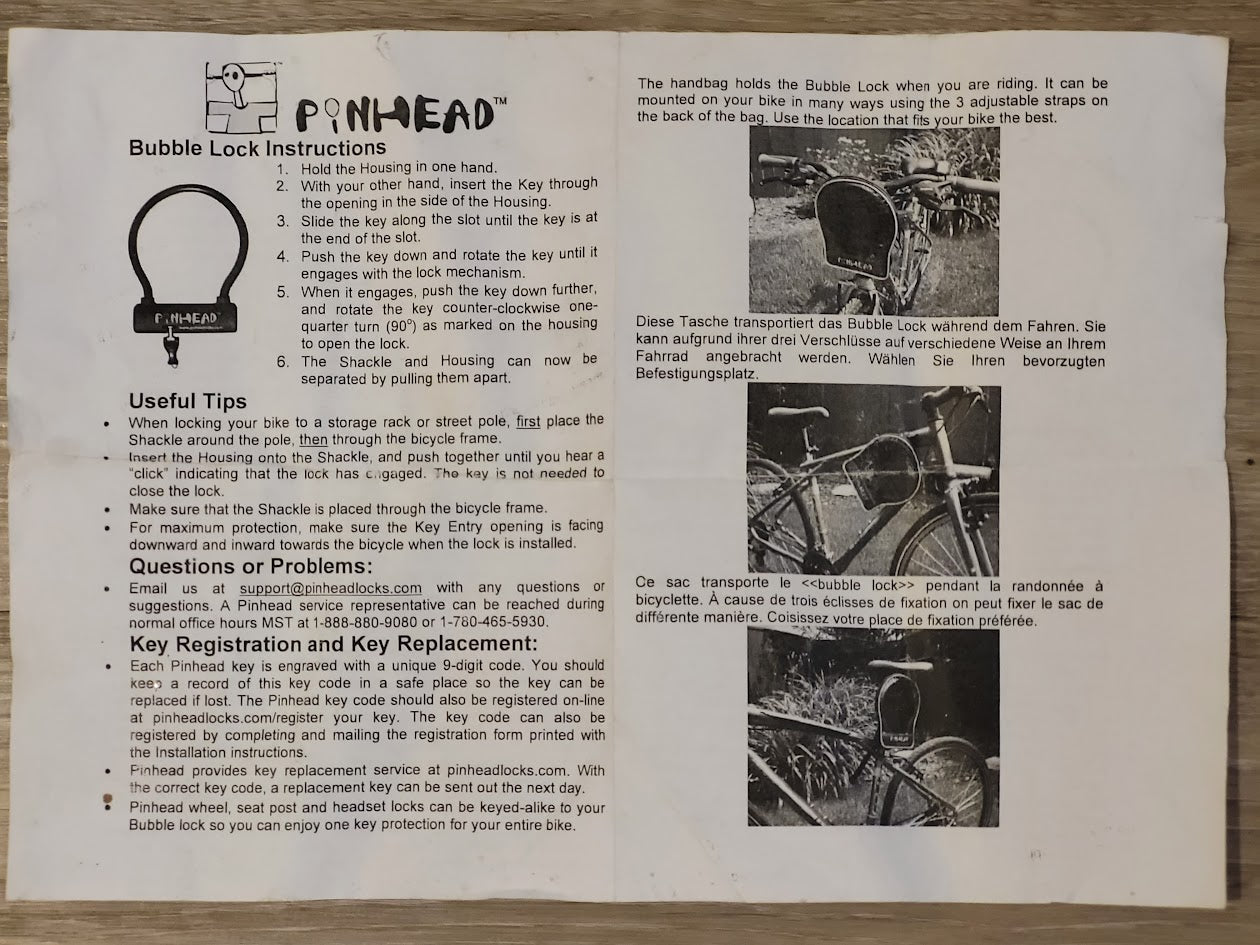 PINHEAD™
Bubble Lock Instructions
1. Hold the Housing in one hand.
2. With your other hand, insert the Key through
the opening in the side of the Housing.
3. Slide the key along the slot until the key is at
the end of the slot.
4. Push the key down and rotate the key until it
engages with the lock mechanism.
5. When it engages, push the key down further,
and rotate the key counter-clockwise one-
quarter turn (90°) as marked on the housing
to open the lock.
6. The Shackle and Housing can now be
separated by pulling them apart.
PINHEAD
Useful Tips
• When locking your bike to a storage rack or street pole, first place the
Shackle around the pole, then through the bicycle frame.
• Insert the Housing onto the Shackle, and push together until you hear a
"click" indicating that the lock has engaged. The key is not needed to
close the lock.
• Make sure that the Shackle is placed through the bicycle frame.
• For maximum protection, make sure the Key Entry opening is facing
downward and inward towards the bicycle when the lock is installed.
Questions or Problems:
• Email us at support@pinheadlocks.com with any questions or
suggestions. A Pinhead service representative can be reached during
normal office hours MST at 1-888-880-9080 or 1-780-465-5930.
Key Registration and Key Replacement:
• Each Pinhead key is engraved with a unique 9-digit code. You should
keep a record of this key code in a safe place so the key can be
replaced if lost. The Pinhead key code should also be registered on-line
at pinheadlocks.com/register your key. The key code can also be
registered by completing and mailing the registration form printed with
the Installation instructions.
• Pinhead provides key replacement service at pinheadlocks.com. With
the correct key code, a replacement key can be sent out the next day.
• Pinhead wheel, seat post and headset locks can be keyed-alike to your
Bubble lock so you can enjoy one key protection for your entire bike.
The handbag holds the Bubble Lock when you are riding. It can be
mounted on your bike in many ways using the 3 adjustable straps on
the back of the bag. Use the location that fits your bike the best.
PINHEAD
Diese Tasche transportiert das Bubble Lock während dem Fahren. Sie
kann aufgrund ihrer drei Verschlüsse auf verschiedene Weise an Ihrem
Fahrrad angebracht werden. Wählen Sie Ihren bevorzugten
Befestigungsplatz.
Ce sac transporte le <<bubble lock>> pendant la randonnée à
bicyclette. À cause de trois éclisses de fixation on peut fixer le sac de
différente manière. Coisissez votre place de fixation préférée.